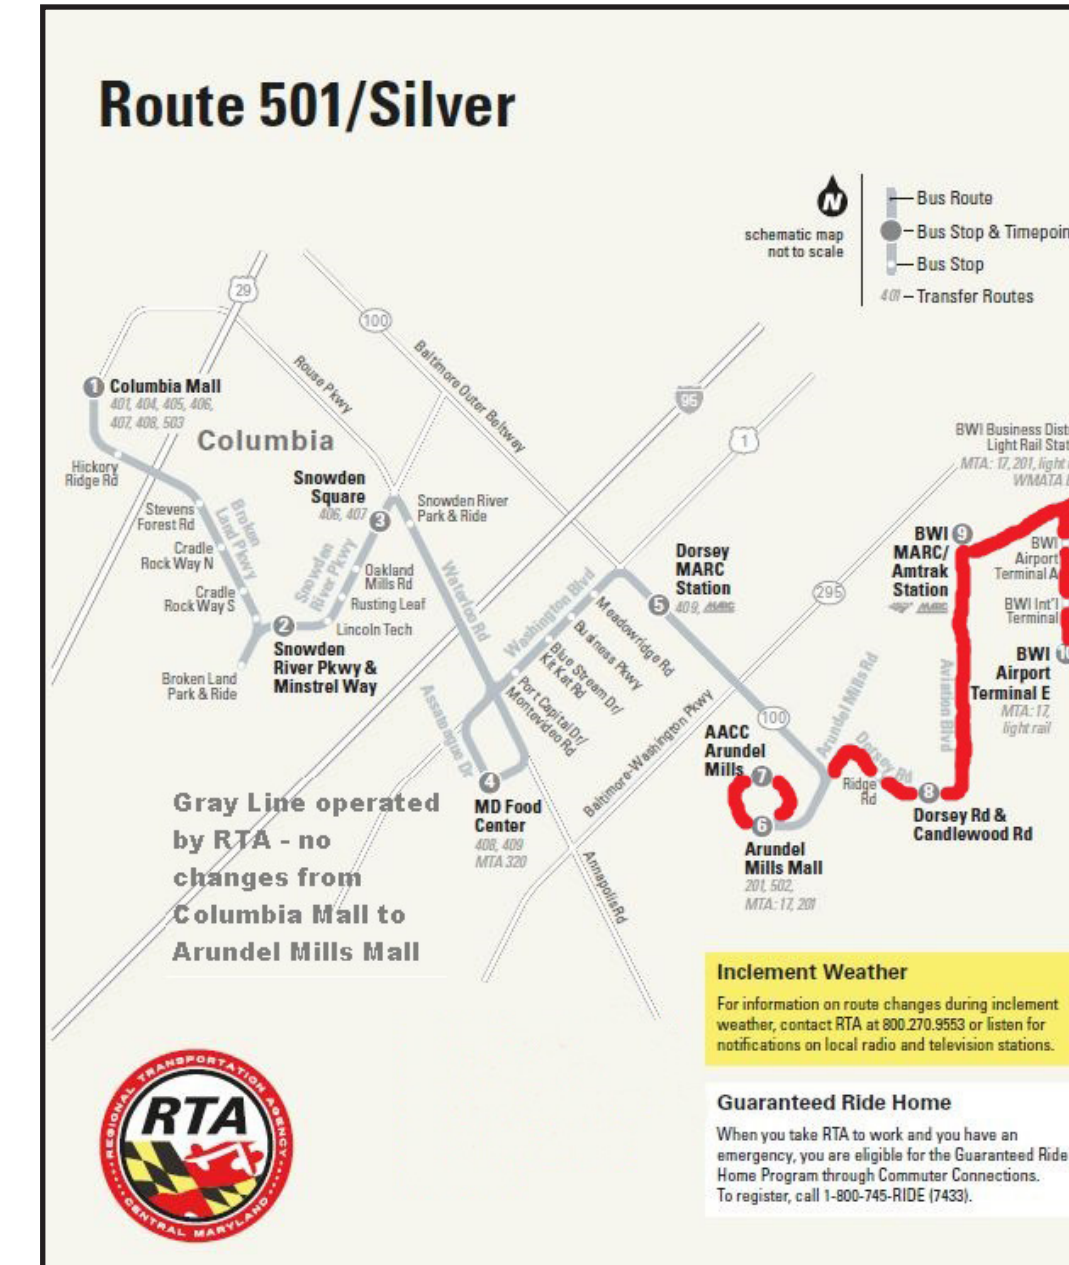 Route 501/Silver
N
schematic map
not to scale
Bus Route
Bus Stop & Timepoin
Bus Stop
401 – Transfer Routes
29
100
Baltimore Outer Beltway
Rouse Pkwy
95
1
1
Columbia Mall
401, 404, 405, 406,
407, 408, 503
Columbia
Hickory
Ridge Rd
Stevens
Forest Rd
Broken
Land Pkwy
Cradle
Rock Way N
Cradle
Rock Way S
Broken Land
Park & Ride
2
Snowden
River Pkwy &
Minstrel Way
Snowden
River Pkwy
Snowden
Square
406, 407
3
Oakland
Mills Rd
Rusting Leaf
Lincoln Tech
Snowden River
Park & Ride
Waterloo Rd
Washington Blvd
Meadowridge Rd
Business Pkwy
Blue Stream Dr/
Kit Kat Rd
Port Capital Dr/
Montevideo Rd
Assateague Dr
4
MD Food
Center
408, 409
MTA 320
Annapolis Rd
Baltimore-Washington Pkwy
Dorsey
MARC
Station
5
409,
295
100
AACC
Arundel
Mills
7
6
Arundel
Mills Mall
201, 502,
MTA: 17, 201
Arundel Mills Rd
Dorsey Rd
Ridge
Rd
8
Dorsey Rd &
Candlewood Rd
Aviation Blvd
BWI
MARC/
Amtrak
Station
9
BWI Business Dist
Light Rail Stat
MTA: 17, 201, light
WMATA
BWI
Airport
Terminal A
BWI Int'l
Terminal
BWI
Airport
Terminal E
MTA: 17,
light rail
Gray Line operated
by RTA - no
changes from
Columbia Mall to
Arundel Mills Mall
Inclement Weather
For information on route changes during inclement
weather, contact RTA at 800.270.9553 or listen for
notifications on local radio and television stations.
Guaranteed Ride Home
When you take RTA to work and you have an
emergency, you are eligible for the Guaranteed Ride
Home Program through Commuter Connections.
To register, call 1-800-745-RIDE (7433).
REGIONAL TRANSPORTATION AGENCY
RTA
CENTRAL MARYLAND